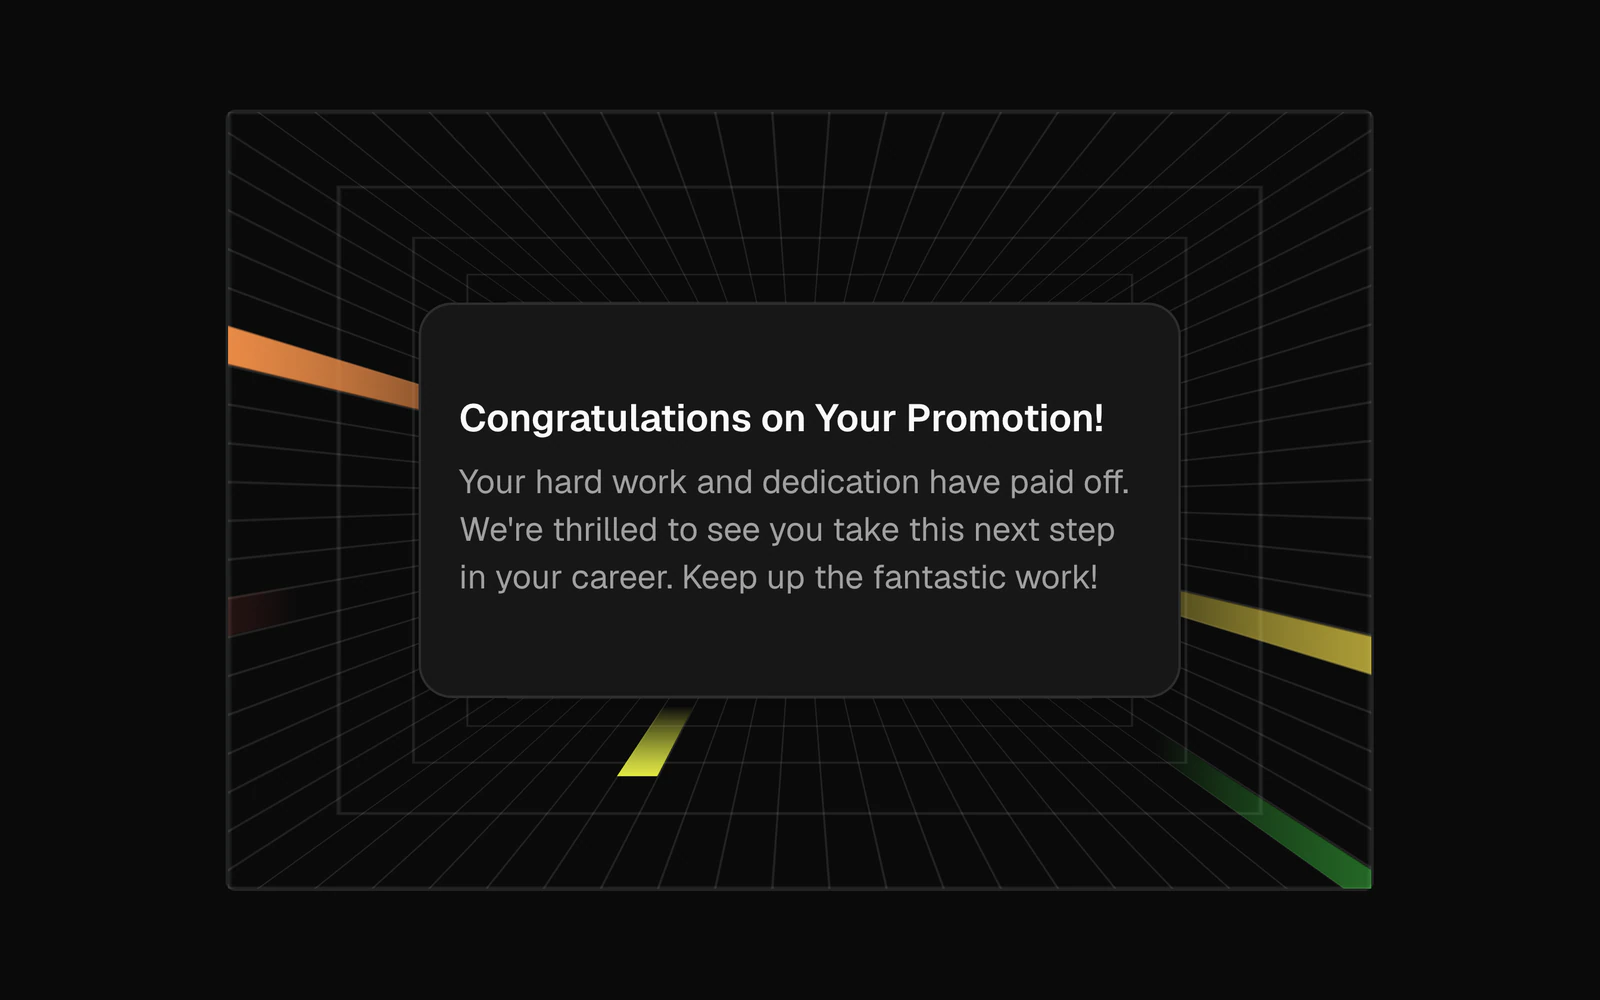 Congratulations on Your Promotion!
Your hard work and dedication have paid off.
We're thrilled to see you take this next step
in your career. Keep up the fantastic work!